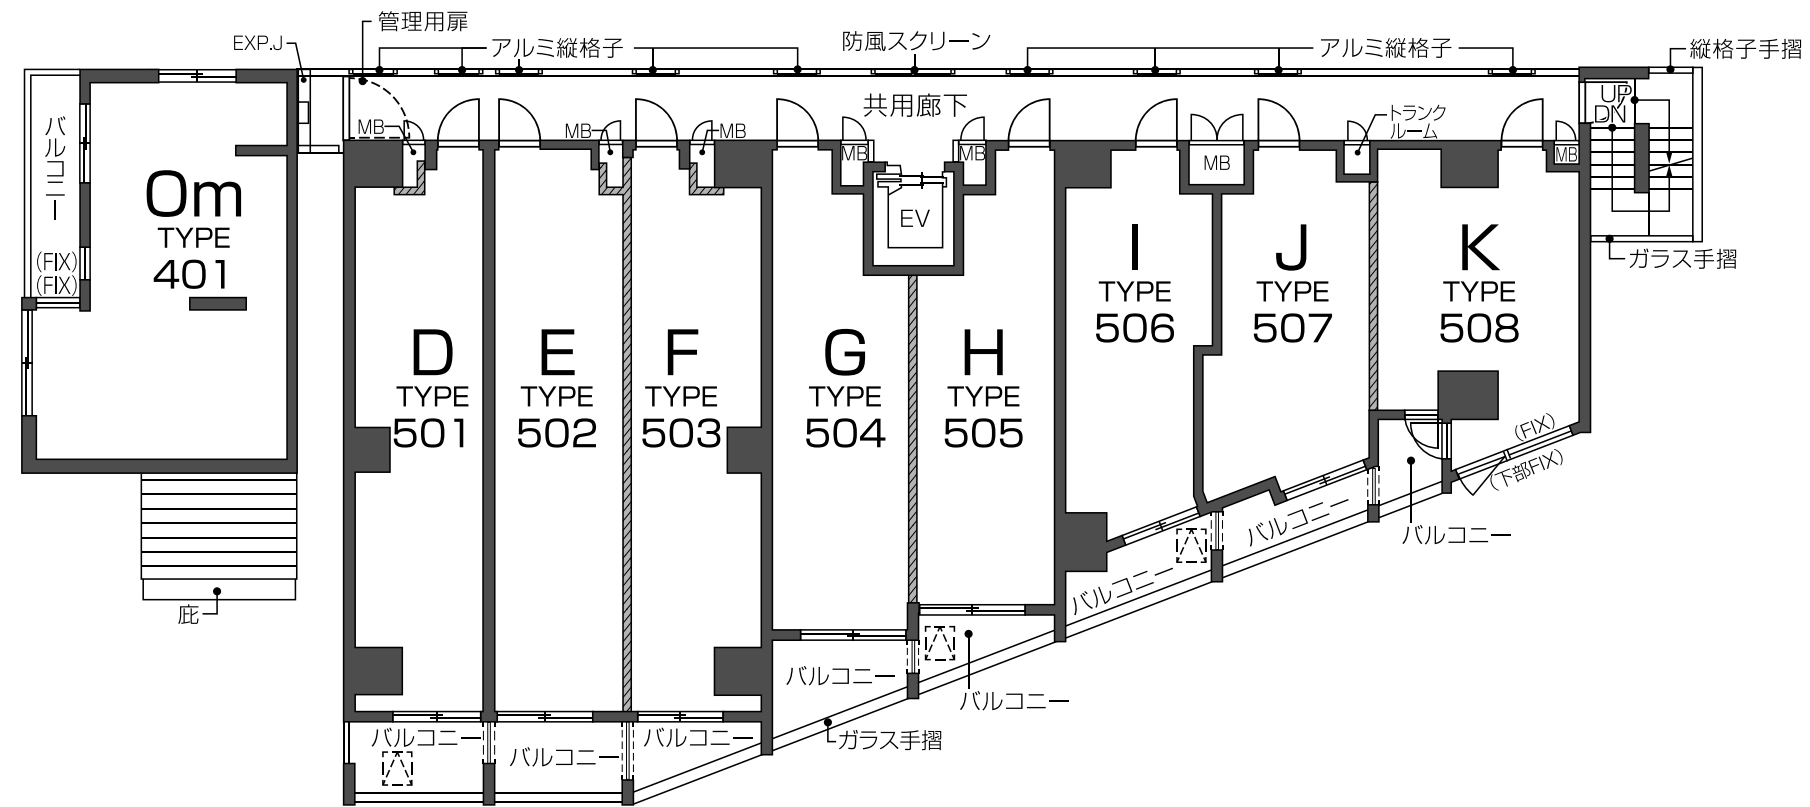 管理用扉
EXP.J
アルミ縦格子
防風スクリーン
アルミ縦格子
縦格子手摺
共用廊下
トランク
ルーム
UP
DN
MB
MB
MB
MB
MB
MB
MB
EV
バルコニー
(FIX)
(FIX)
Om
TYPE
401
D
TYPE
501
E
TYPE
502
F
TYPE
503
G
TYPE
504
H
TYPE
505
I
TYPE
506
J
TYPE
507
K
TYPE
508
ガラス手摺
(FIX)
(下部FIX)
バルコニー
バルコニー
バルコニー
バルコニー
バルコニー
バルコニー
バルコニー
バルコニー
ガラス手摺
庇